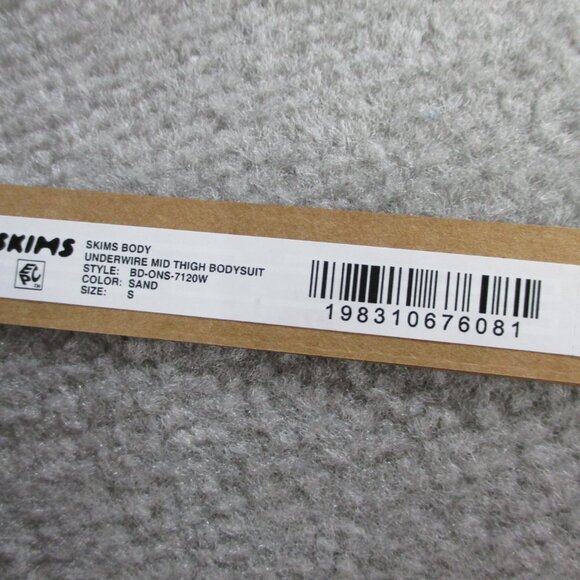 SKIMS
SKIMS BODY
UNDERWIRE MID THIGH BODYSUIT
STYLE: BD-ONS-7120W
COLOR: SAND
SIZE: S
198310676081